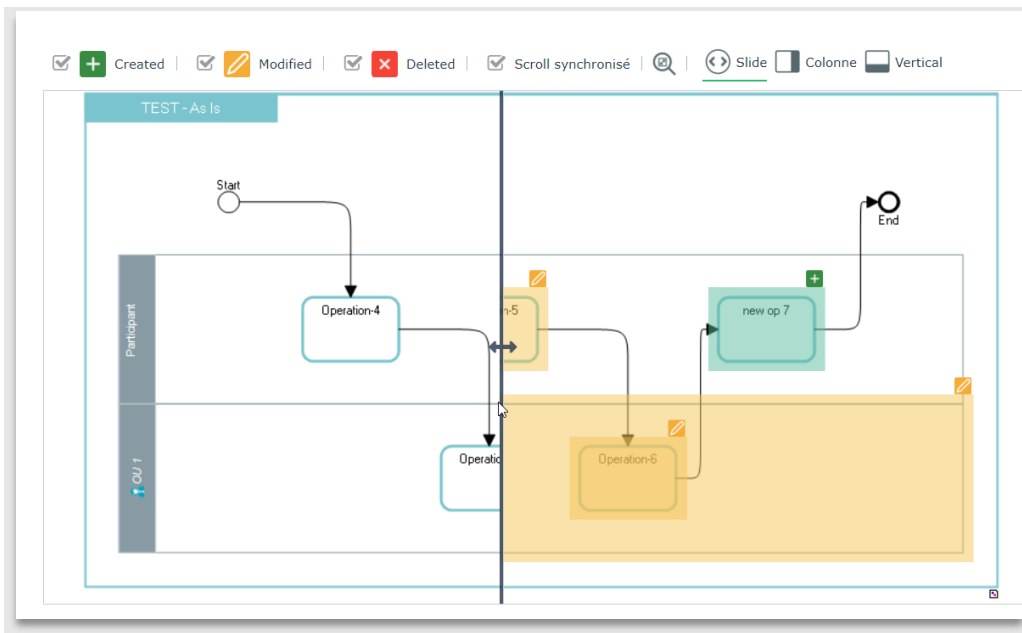 Created
Modified
Deleted
Scroll synchronisé
Slide
Colonne
Vertical
TEST - As Is
Start
End
Participant
Operation-4
n-5
new op 7
OU 1
Operatio
Operation-6